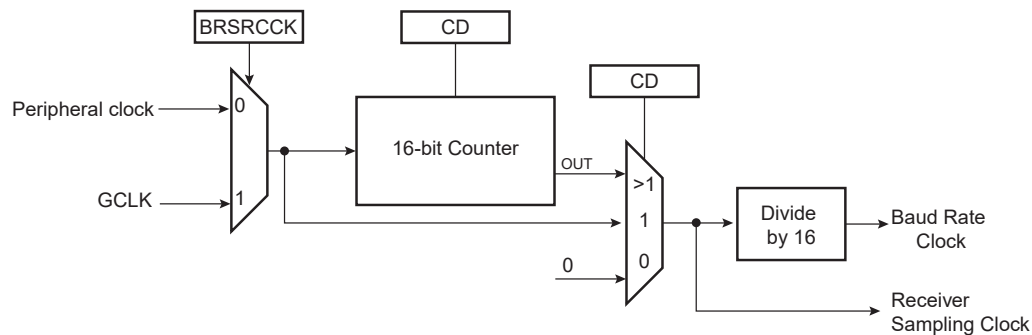 BRSRCCK
CD
CD
Peripheral clock
0
16-bit Counter
OUT
>1
GCLK
1
1
Divide
by 16
Baud Rate
Clock
0
0
Receiver
Sampling Clock